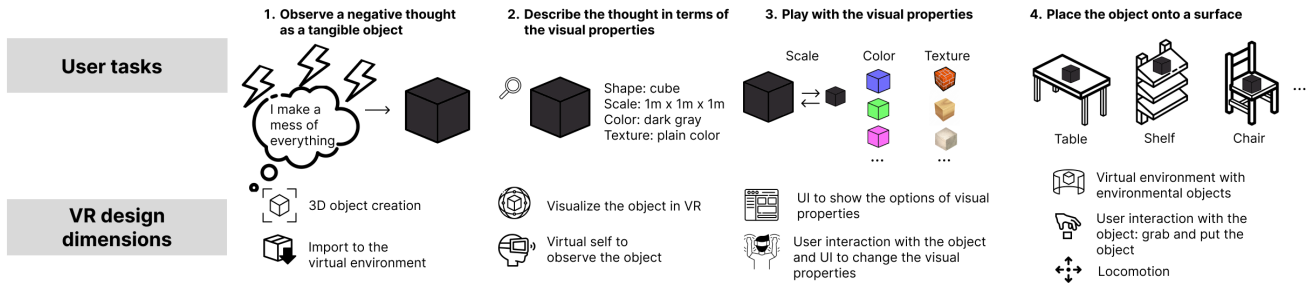 User tasks
1. Observe a negative thought
as a tangible object
I make a
mess of
everything
2. Describe the thought in terms of
the visual properties
Shape: cube
Scale: 1m x 1m x 1m
Color: dark gray
Texture: plain color
3. Play with the visual properties
Scale
Color
Texture
...
...
4. Place the object onto a surface
Table
Shelf
Chair
...
VR design
dimensions
3D object creation
Import to the
virtual environment
Visualize the object in VR
Virtual self to
observe the object
UI to show the options of visual
properties
User interaction with the object
and UI to change the visual
properties
Virtual environment with
environmental objects
User interaction with the
object: grab and put the
object
Locomotion